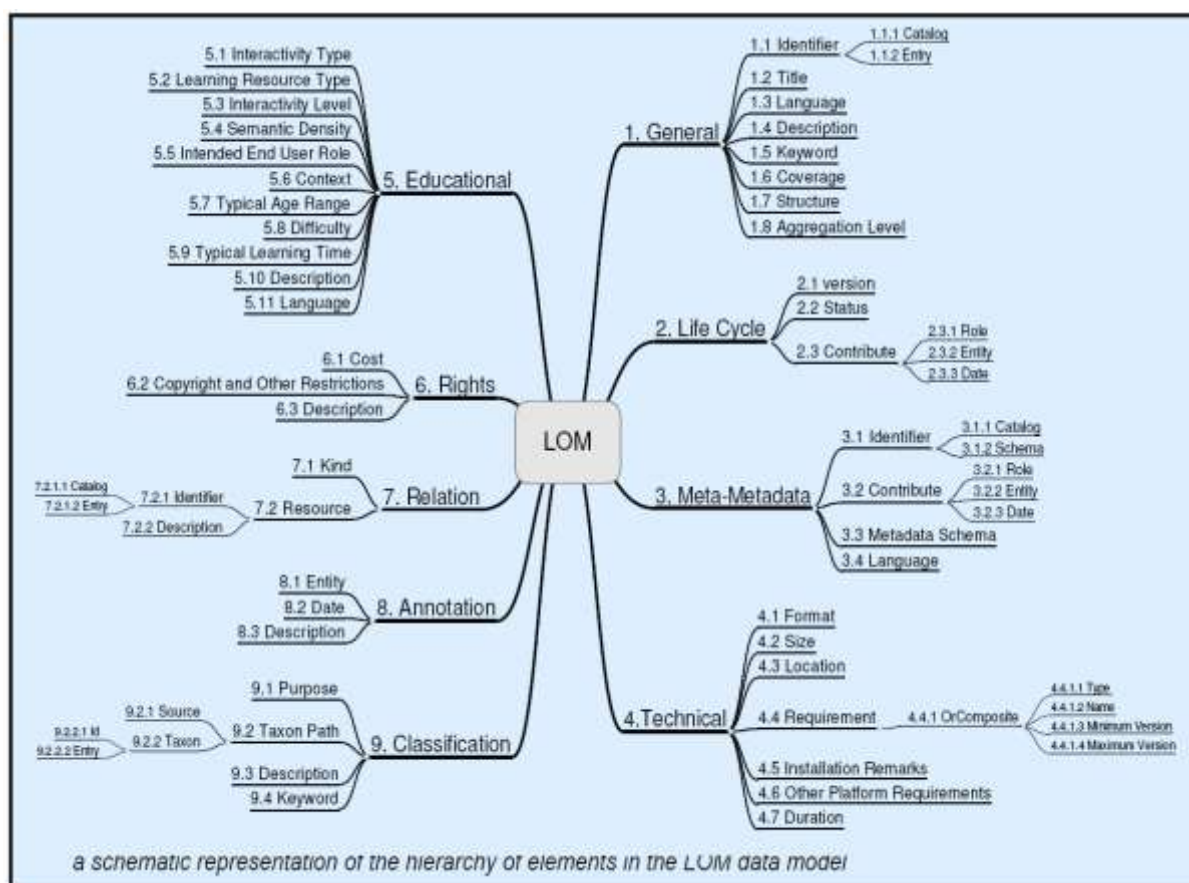 LOM
1. General
1.1 Identifier
1.1.1 Catalog
1.1.2 Entry
1.2 Title
1.3 Language
1.4 Description
1.5 Keyword
1.6 Coverage
1.7 Structure
1.8 Aggregation Level
2. Life Cycle
2.1 version
2.2 Status
2.3 Contribute
2.3.1 Role
2.3.2 Entity
2.3.3 Date
3. Meta-Metadata
3.1 Identifier
3.1.1 Catalog
3.1.2 Schema
3.2 Contribute
3.2.1 Role
3.2.2 Entity
3.2.3 Date
3.3 Metadata Schema
3.4 Language
4.Technical
4.1 Format
4.2 Size
4.3 Location
4.4 Requirement
4.4.1 OrComposite
4.4.1.1 Type
4.4.1.2 Name
4.4.1.3 Minimum Version
4.4.1.4 Maximum Version
4.5 Installation Remarks
4.6 Other Platform Requirements
4.7 Duration
5. Educational
5.1 Interactivity Type
5.2 Learning Resource Type
5.3 Interactivity Level
5.4 Semantic Density
5.5 Intended End User Role
5.6 Context
5.7 Typical Age Range
5.8 Difficulty
5.9 Typical Learning Time
5.10 Description
5.11 Language
6. Rights
6.1 Cost
6.2 Copyright and Other Restrictions
6.3 Description
7. Relation
7.1 Kind
7.2 Resource
7.2.1 Identifier
7.2.1.1 Catalog
7.2.1.2 Entry
7.2.2 Description
8. Annotation
8.1 Entity
8.2 Date
8.3 Description
9. Classification
9.1 Purpose
9.2 Taxon Path
9.2.1 Source
9.2.2 Taxon
9.2.2.1 Id
9.2.2.2 Entry
9.3 Description
9.4 Keyword
a schematic representation of the hierarchy of elements in the LOM data model